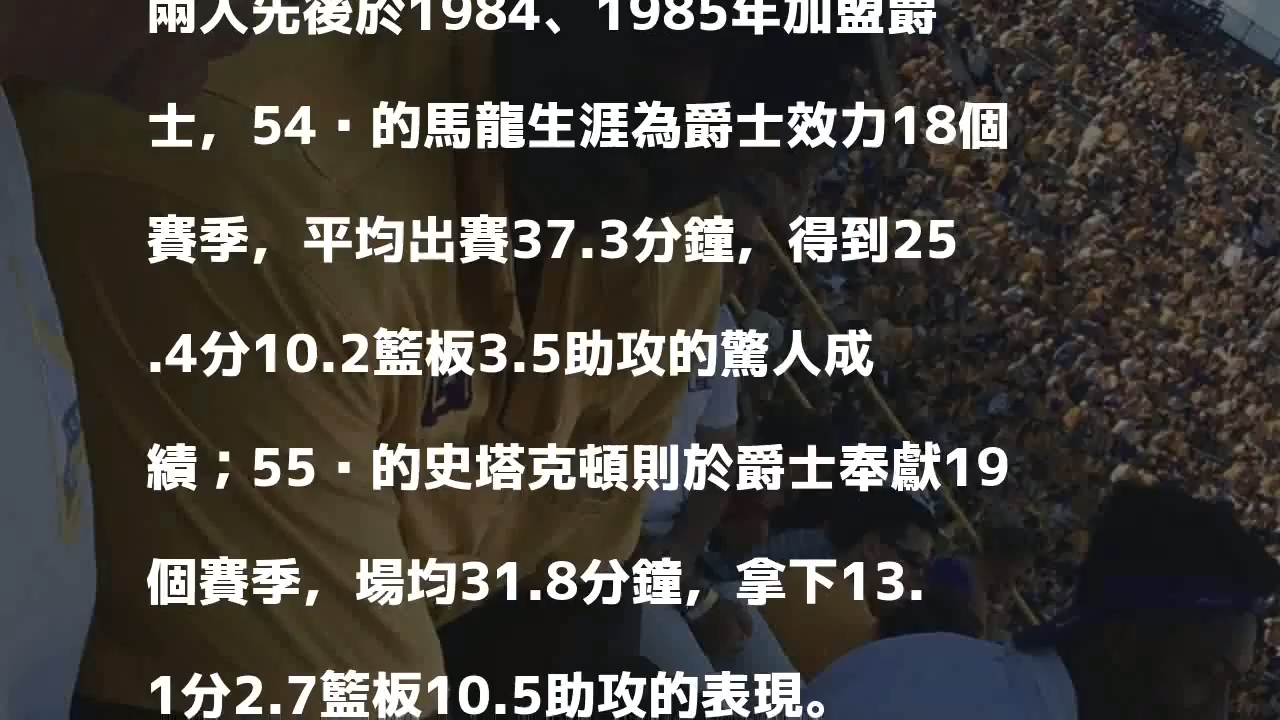 兩人先後於1984、1985年加盟爵
士，54▪的馬龍生涯為爵士效力18個
賽季，平均出賽37.3分鐘，得到25
.4分10.2籃板3.5助攻的驚人成
績；55▪的史塔克頓則於爵士奉獻19
個賽季，場均31.8分鐘，拿下13.
1分2.7籃板10.5助攻的表現。